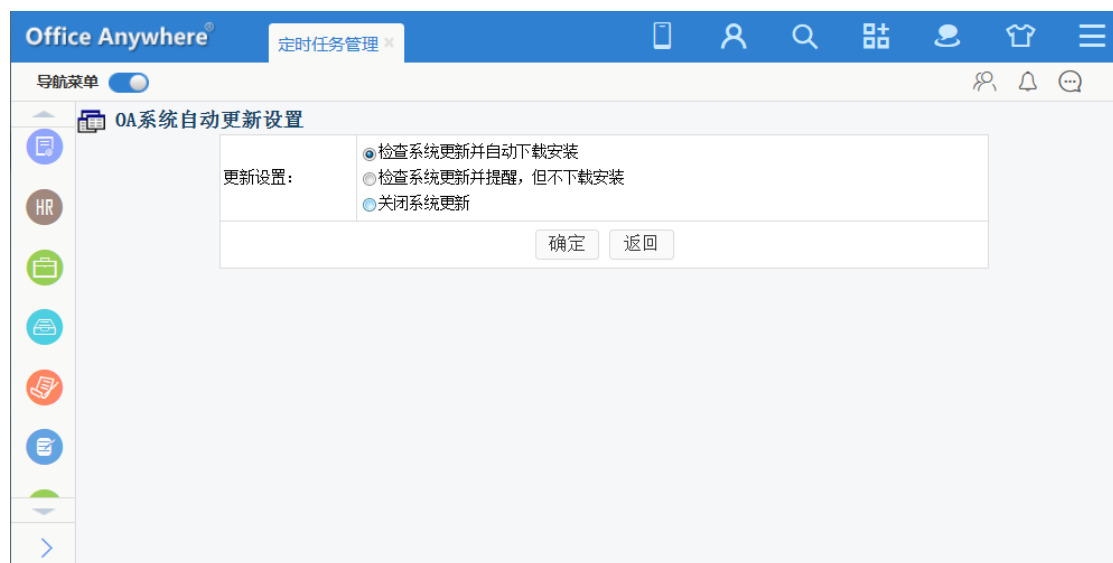 Office Anywhere®
定时任务管理 ×
导航菜单
OA系统自动更新设置
更新设置:
检查系统更新并自动下载安装
检查系统更新并提醒，但不下载安装
关闭系统更新
确定 返回
HR